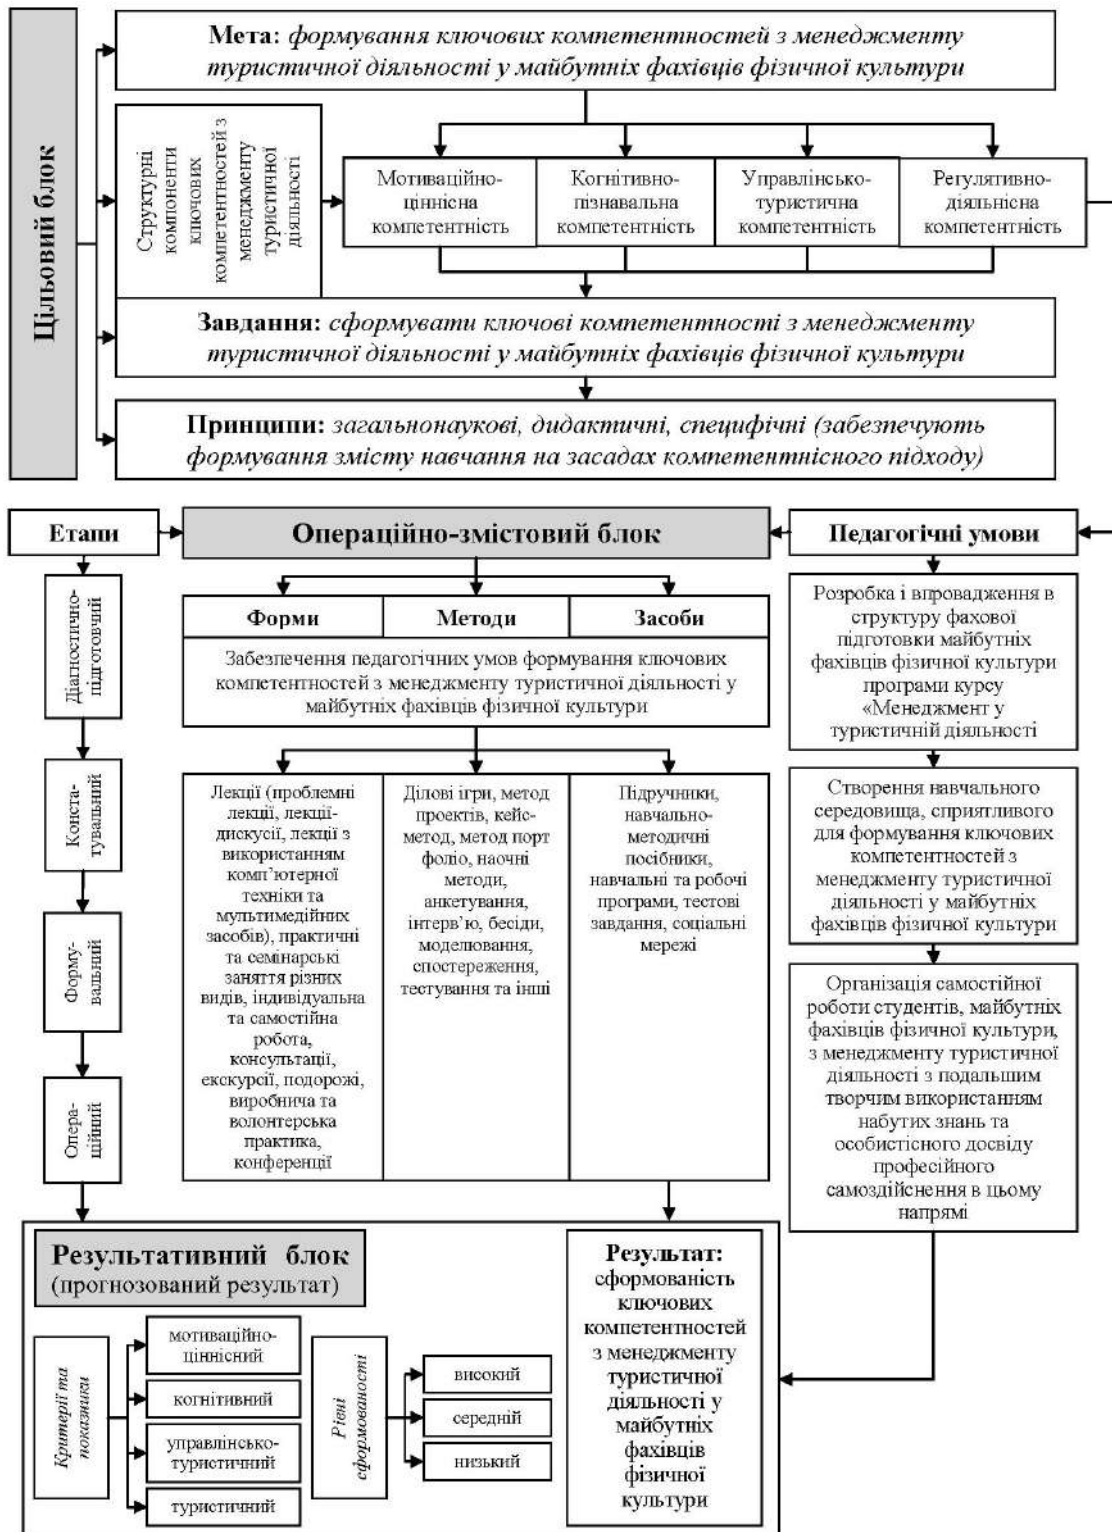 Цільовий блок
Мета: формування ключових компетентностей з менеджменту
туристичної діяльності у майбутніх фахівців фізичної культури
Структурні
компоненти
ключових
компетентностей з
менеджменту
туристичної
діяльності
Мотиваційно-
ціннісна
компетентність
Когнітивно-
пізнавальна
компетентність
Управлінсько-
туристична
компетентність
Регулятивно-
діяльнісна
компетентність
Завдання: сформувати ключові компетентності з менеджменту
туристичної діяльності у майбутніх фахівців фізичної культури
Принципи: загальнонаукові, дидактичні, специфічні (забезпечують
формування змісту навчання на засадах компетентнісного підходу)
Етапи
Операційно-змістовий блок
Педагогічні умови
Діагностично-
підготовчий
Конста-
тувальний
Форму-
вальний
Опера-
ційний
Форми
Методи
Засоби
Забезпечення педагогічних умов формування ключових
компетентностей з менеджменту туристичної діяльності у
майбутніх фахівців фізичної культури
Лекції (проблемні
лекції, лекції-
дискусії, лекції з
використанням
комп’ютерної
техніки та
мультимедійних
засобів), практичні
та семінарські
заняття різних
видів, індивідуальна
та самостійна
робота,
консультації,
екскурсії, подорожі,
виробнича та
волонтерська
практика,
конференції
Ділові ігри, метод
проектів, кейс-
метод, метод порт
фоліо, наочні
методи,
анкетування,
інтерв’ю, бесіди,
моделювання,
спостереження,
тестування та інші
Підручники,
навчально-
методичні
посібники,
навчальні та робочі
програми, тестові
завдання, соціальні
мережі
Розробка і впровадження в
структуру фахової
підготовки майбутніх
фахівців фізичної культури
програми курсу
«Менеджмент у
туристичній діяльності
Створення навчального
середовища, сприятливого
для формування ключових
компетентностей з
менеджменту туристичної
діяльності у майбутніх
фахівців фізичної культури
Організація самостійної
роботи студентів, майбутніх
фахівців фізичної культури,
з менеджменту туристичної
діяльності з подальшим
творчим використанням
набутих знань та
особистісного досвіду
професійного
самоздійснення в цьому
напрямі
Результативний блок
(прогнозований результат)
Критерії та
показники
мотиваційно-
ціннісний
когнітивний
управлінсько-
туристичний
туристичний
Рівні
сформованості
високий
середній
низький
Результат:
сформованість
ключових
компетентностей
з менеджменту
туристичної
діяльності у
майбутніх
фахівців
фізичної
культури